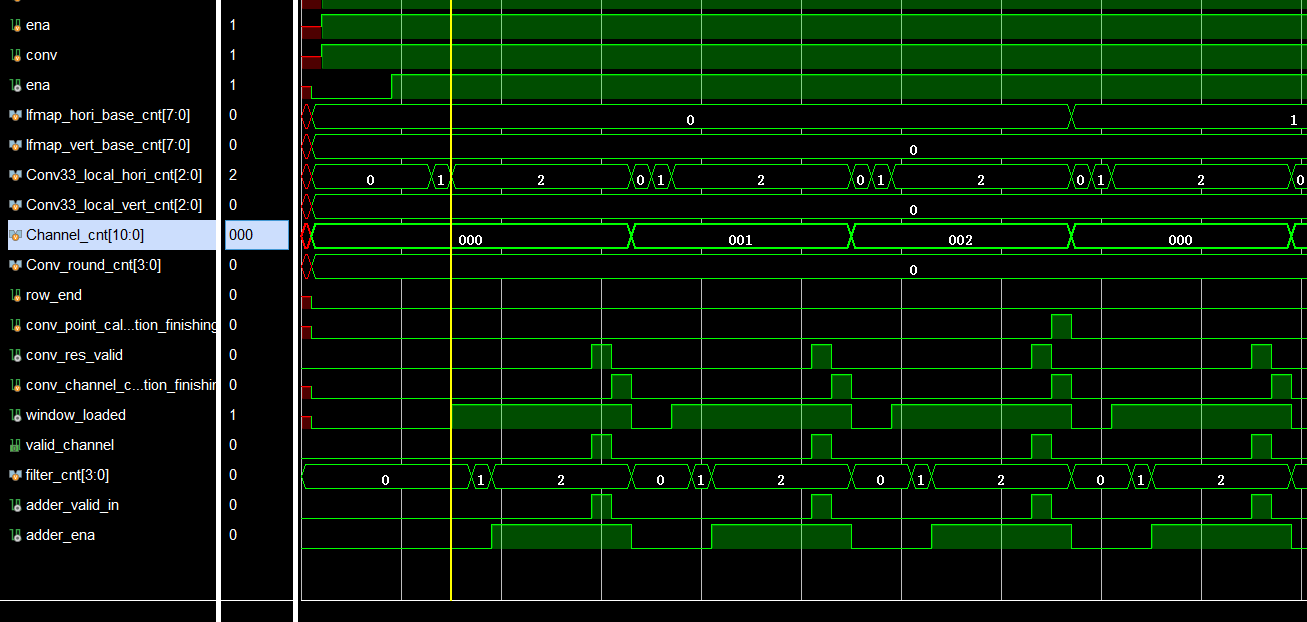 ena 1
conv 1
ena 1
Ifmap_hori_base_cnt[7:0] 0 0 1
Ifmap_vert_base_cnt[7:0] 0 0
Conv33_local_hori_cnt[2:0] 2 0 1 2 0 1 2 0 1 2 0 1 2 0
Conv33_local_vert_cnt[2:0] 0 0
Channel_cnt[10:0] 000 000 001 002 000
Conv_round_cnt[3:0] 0 0
row_end 0
conv_point_cal...tion_finishing 0
conv_res_valid 0
conv_channel_c...tion_finishin 0
window_loaded 1
valid_channel 0
filter_cnt[3:0] 0 0 1 2 0 1 2 0 1 2 0 1 2
adder_valid_in 0
adder_ena 0